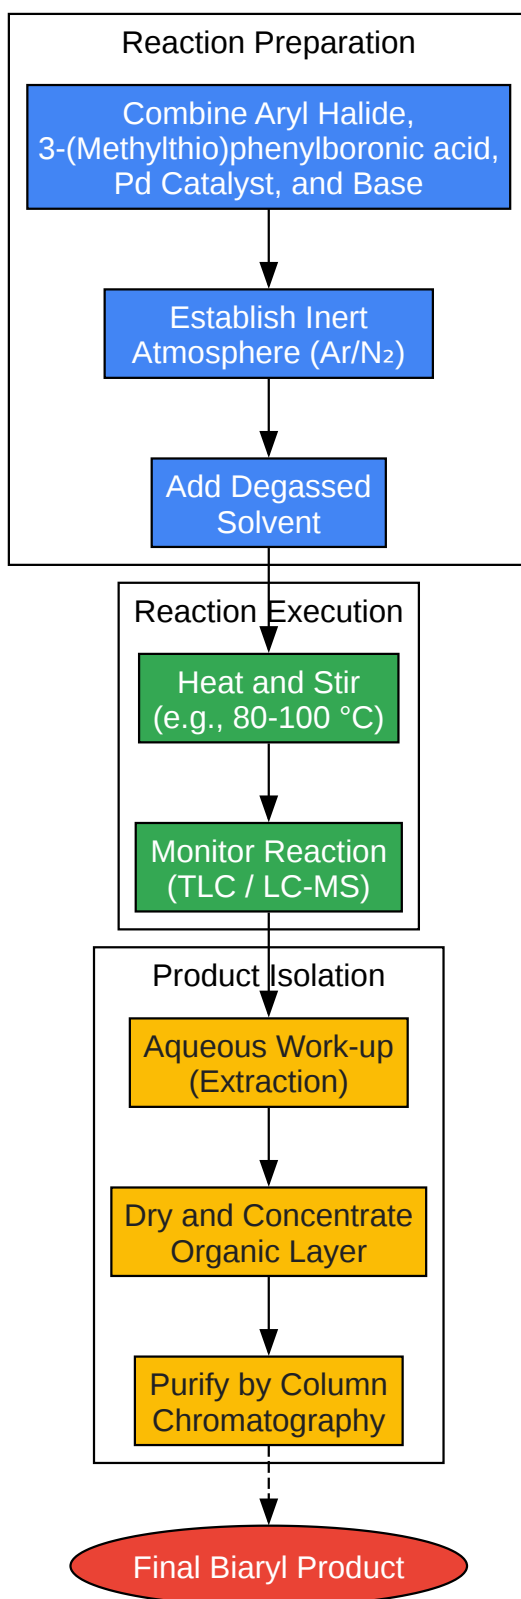 Reaction Preparation
Combine Aryl Halide,
3-(Methylthio)phenylboronic acid,
Pd Catalyst, and Base
Establish Inert
Atmosphere (Ar/N₂)
Add Degassed
Solvent
Reaction Execution
Heat and Stir
(e.g., 80-100 °C)
Monitor Reaction
(TLC / LC-MS)
Product Isolation
Aqueous Work-up
(Extraction)
Dry and Concentrate
Organic Layer
Purify by Column
Chromatography
Final Biaryl Product